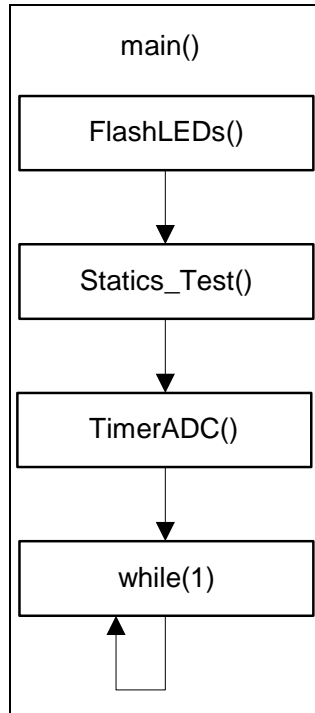 main()
FlashLEDs()
Statics_Test()
TimerADC()
while(1)